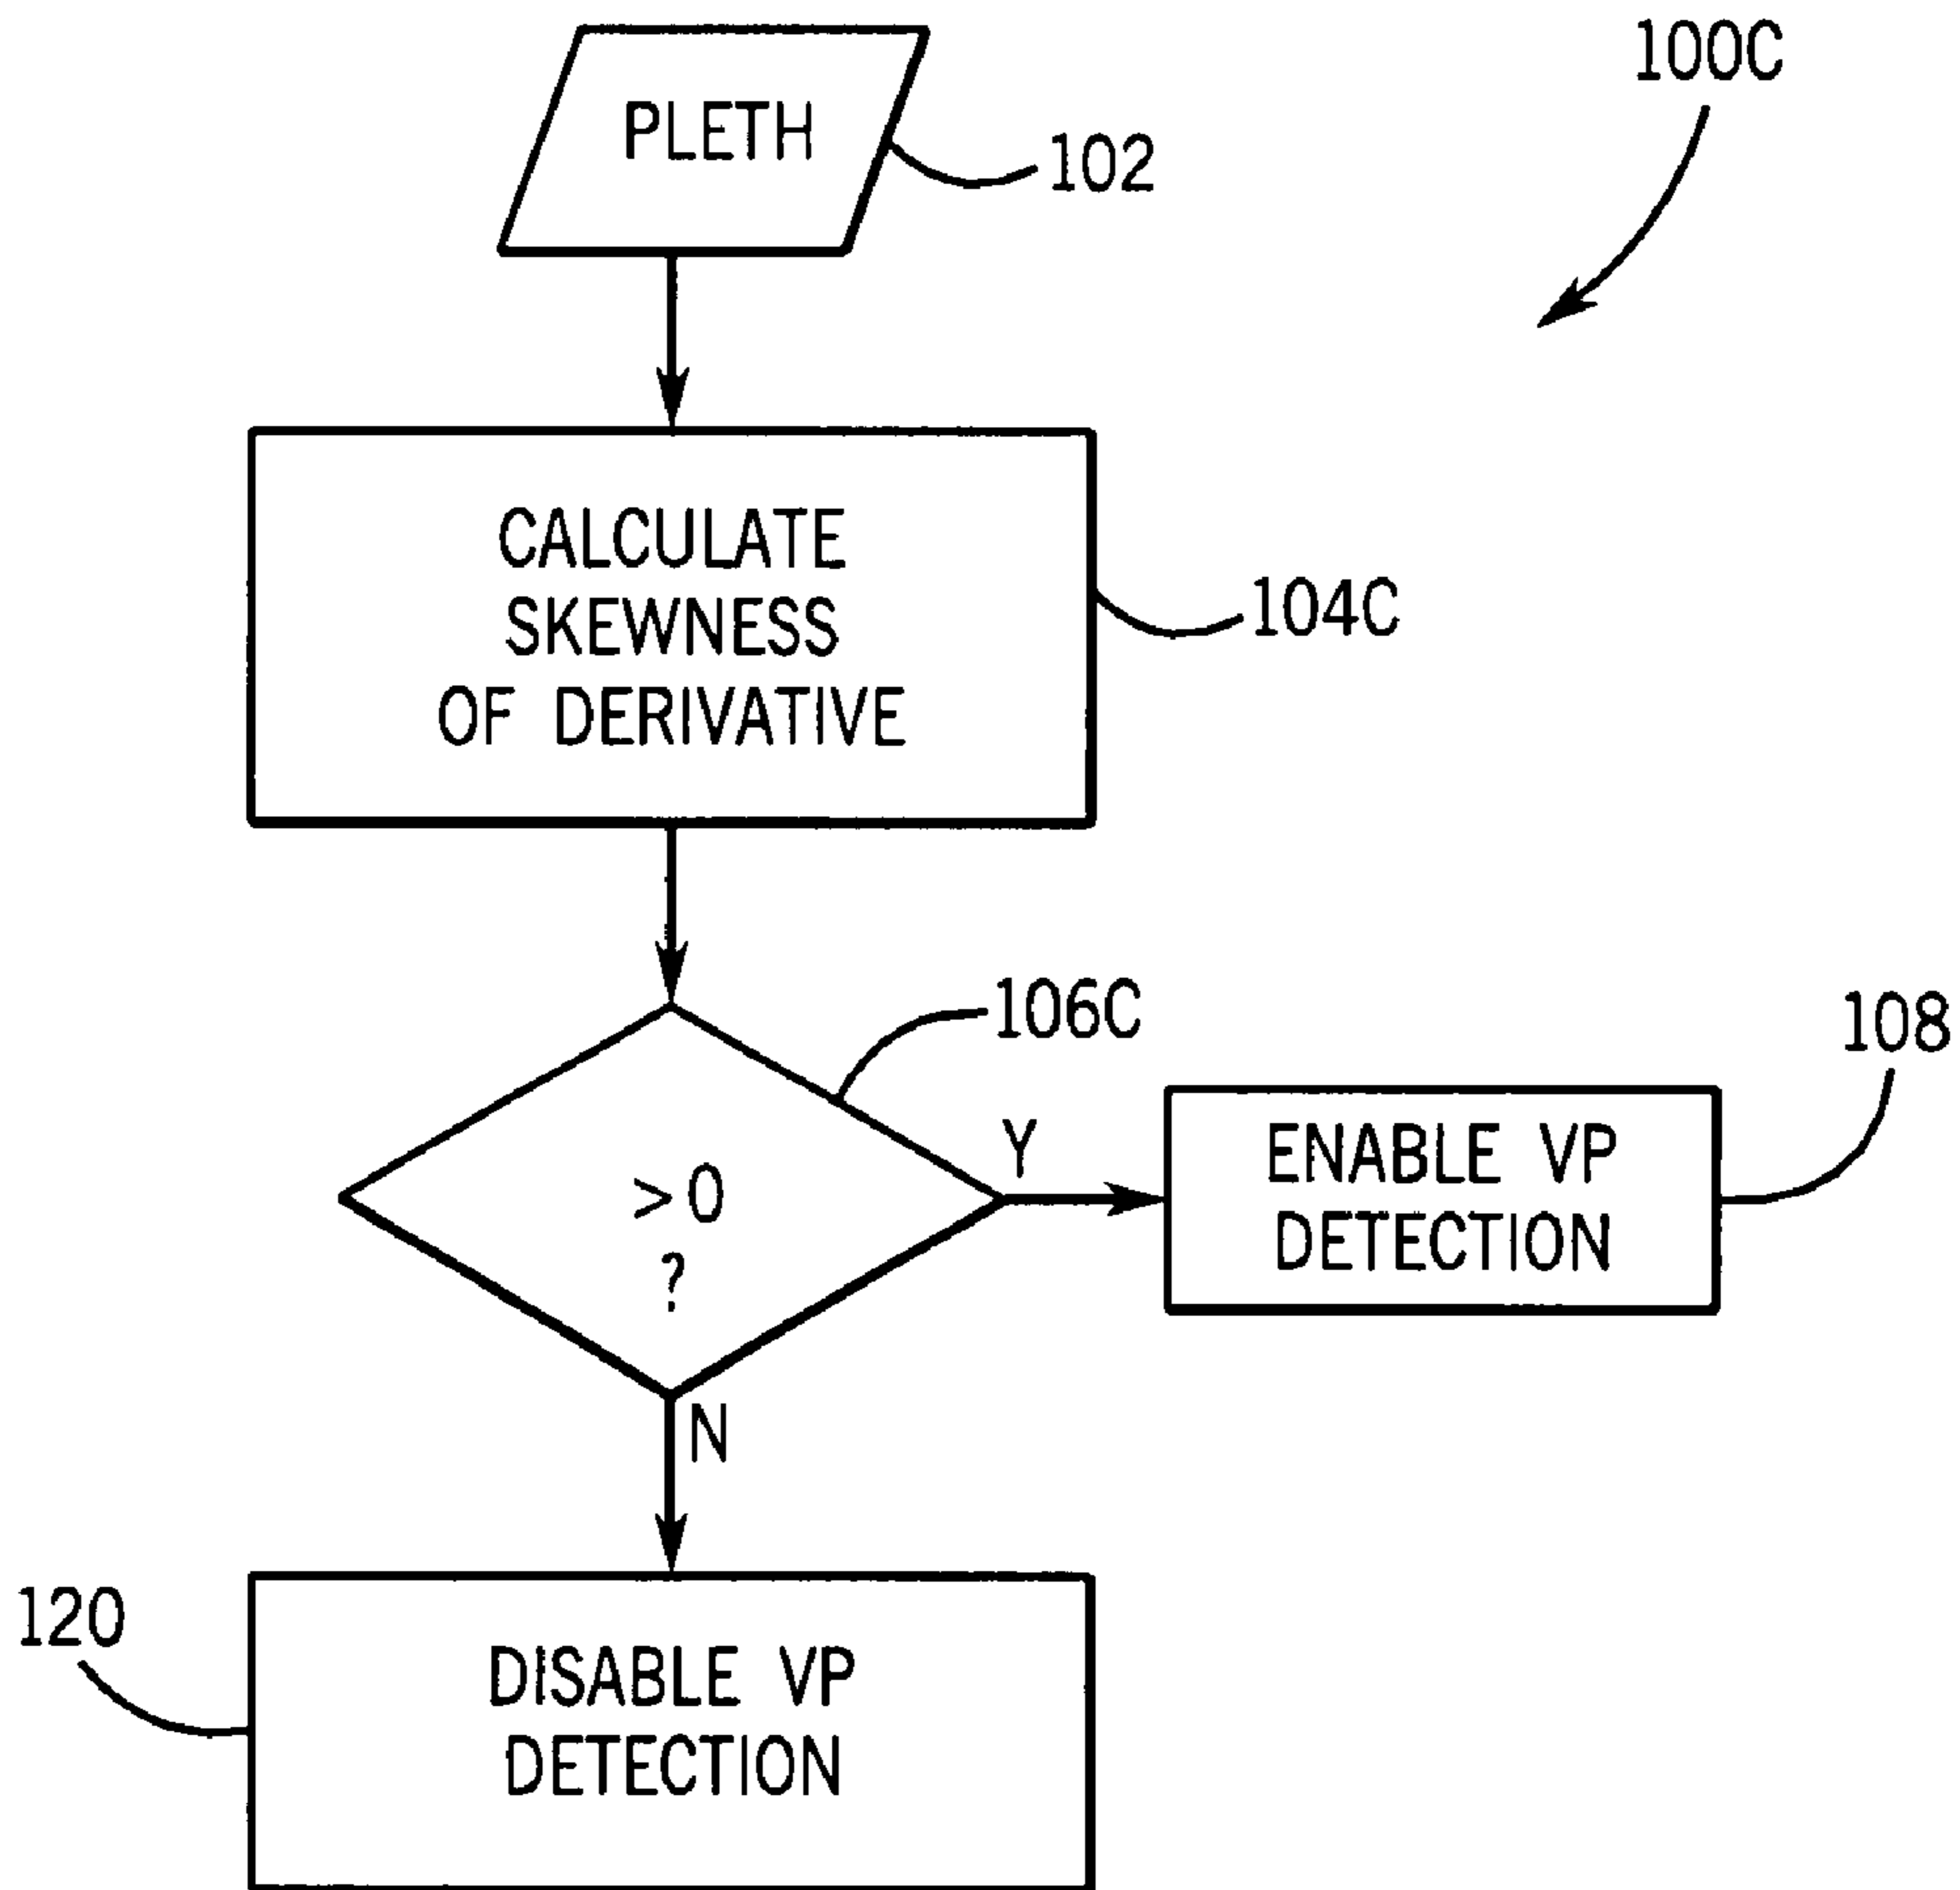 100C
PLETH
102
CALCULATE
SKEWNESS
OF DERIVATIVE
104C
106C
108
>0
?
Y
ENABLE VP
DETECTION
N
120
DISABLE VP
DETECTION